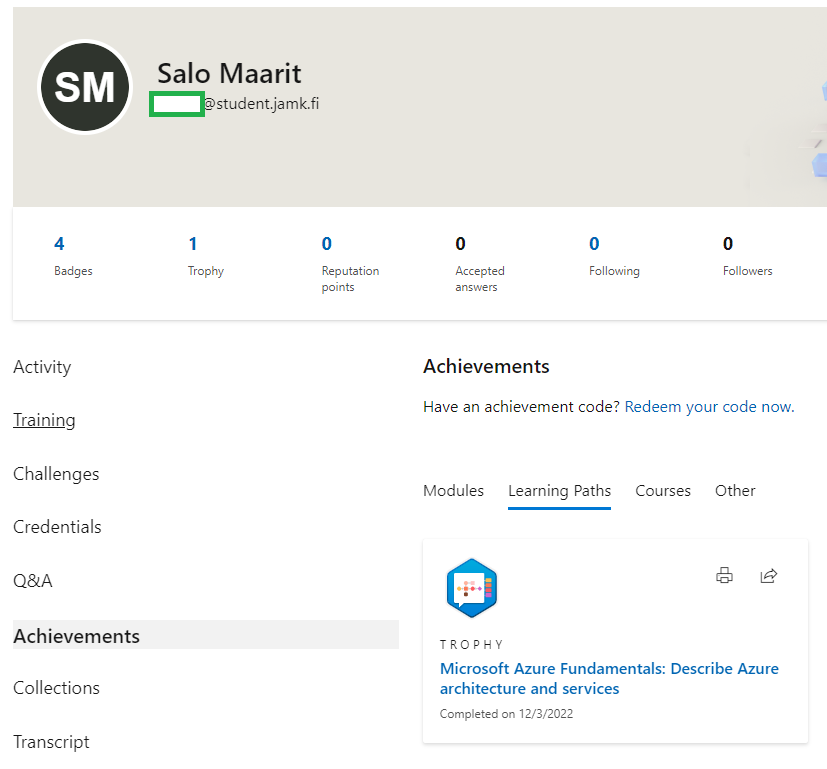 SM
Salo Maarit
@student.jamk.fi
4
Badges
1
Trophy
0
Reputation
points
0
Accepted
answers
0
Following
0
Followers
Activity
Training
Challenges
Credentials
Q&A
Achievements
Collections
Transcript
Achievements
Have an achievement code? Redeem your code now.
Modules Learning Paths Courses Other
TROPHY
Microsoft Azure Fundamentals: Describe Azure
architecture and services
Completed on 12/3/2022